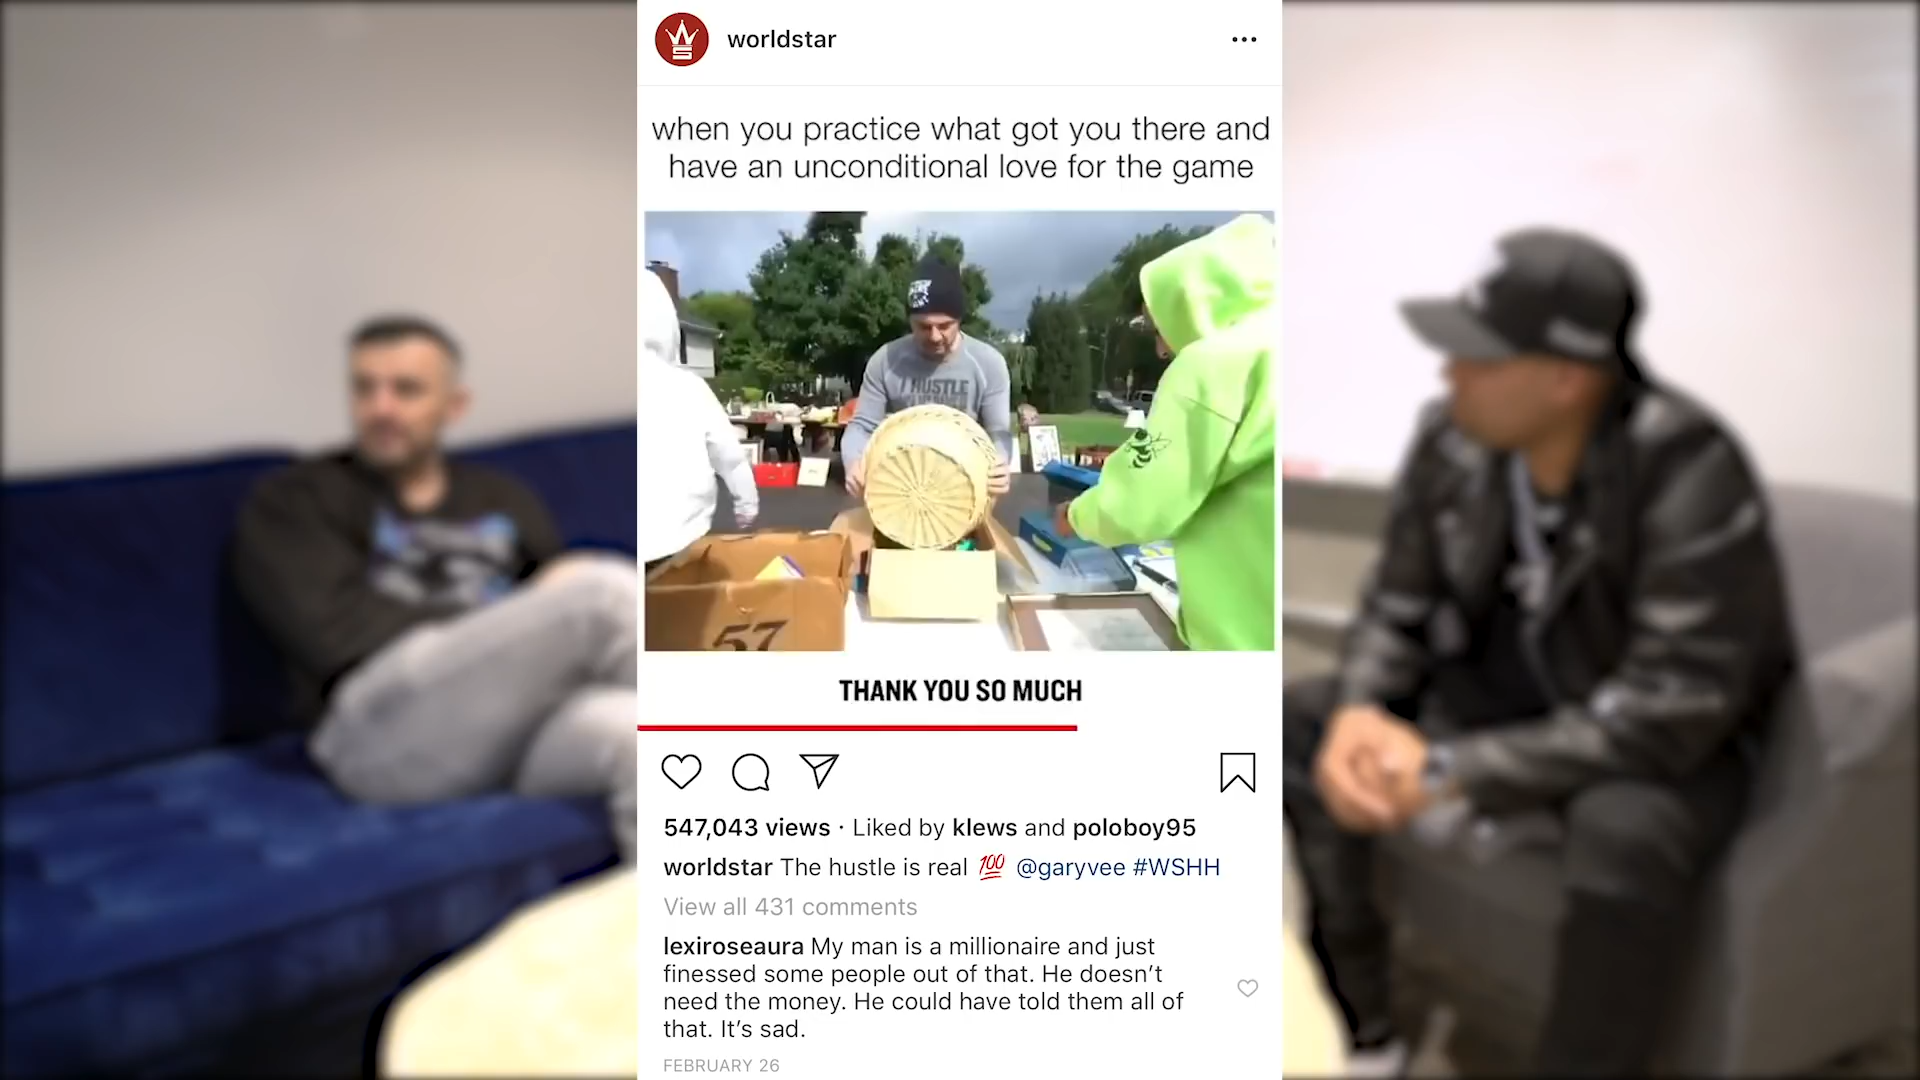 worldstar
when you practice what got you there and
have an unconditional love for the game
I HUSTLE
57
THANK YOU SO MUCH
547,043 views · Liked by klews and poloboy95
worldstar The hustle is real 💯 @garyvee #WSHH
View all 431 comments
lexiroseaura My man is a millionaire and just
finessed some people out of that. He doesn't
need the money. He could have told them all of
that. It's sad.
FEBRUARY 26